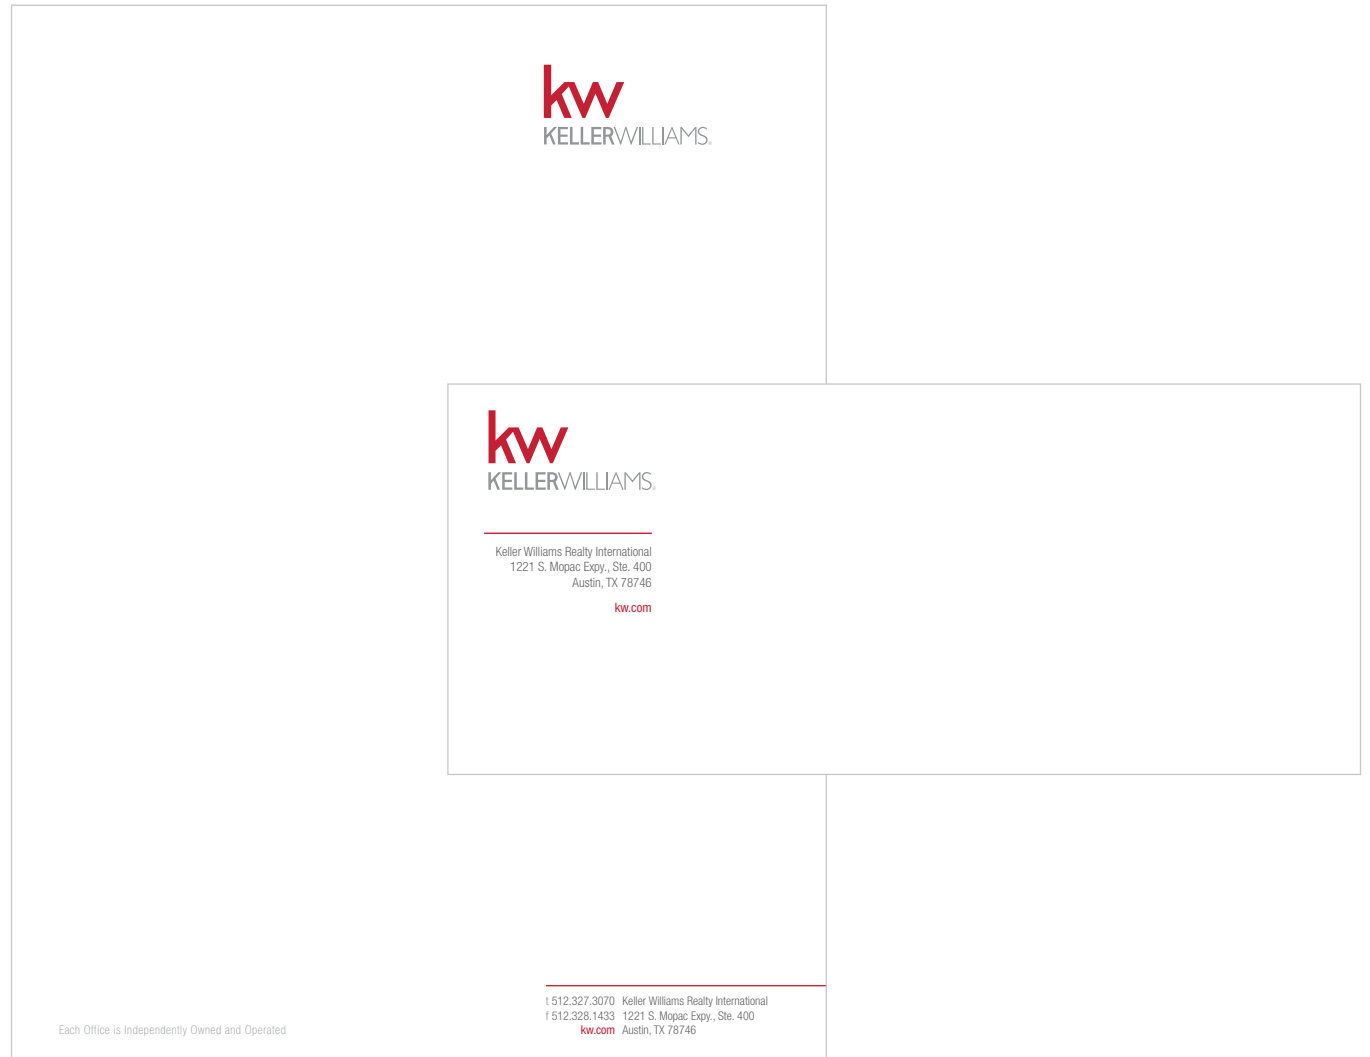 kw
KELLERWILLIAMS®
kw
KELLERWILLIAMS®
Keller Williams Realty International
1221 S. Mopac Expy., Ste. 400
Austin, TX 78746
kw.com
t 512.327.3070 Keller Williams Realty International
f 512.328.1433 1221 S. Mopac Expy., Ste. 400
kw.com Austin, TX 78746
Each Office is Independently Owned and Operated